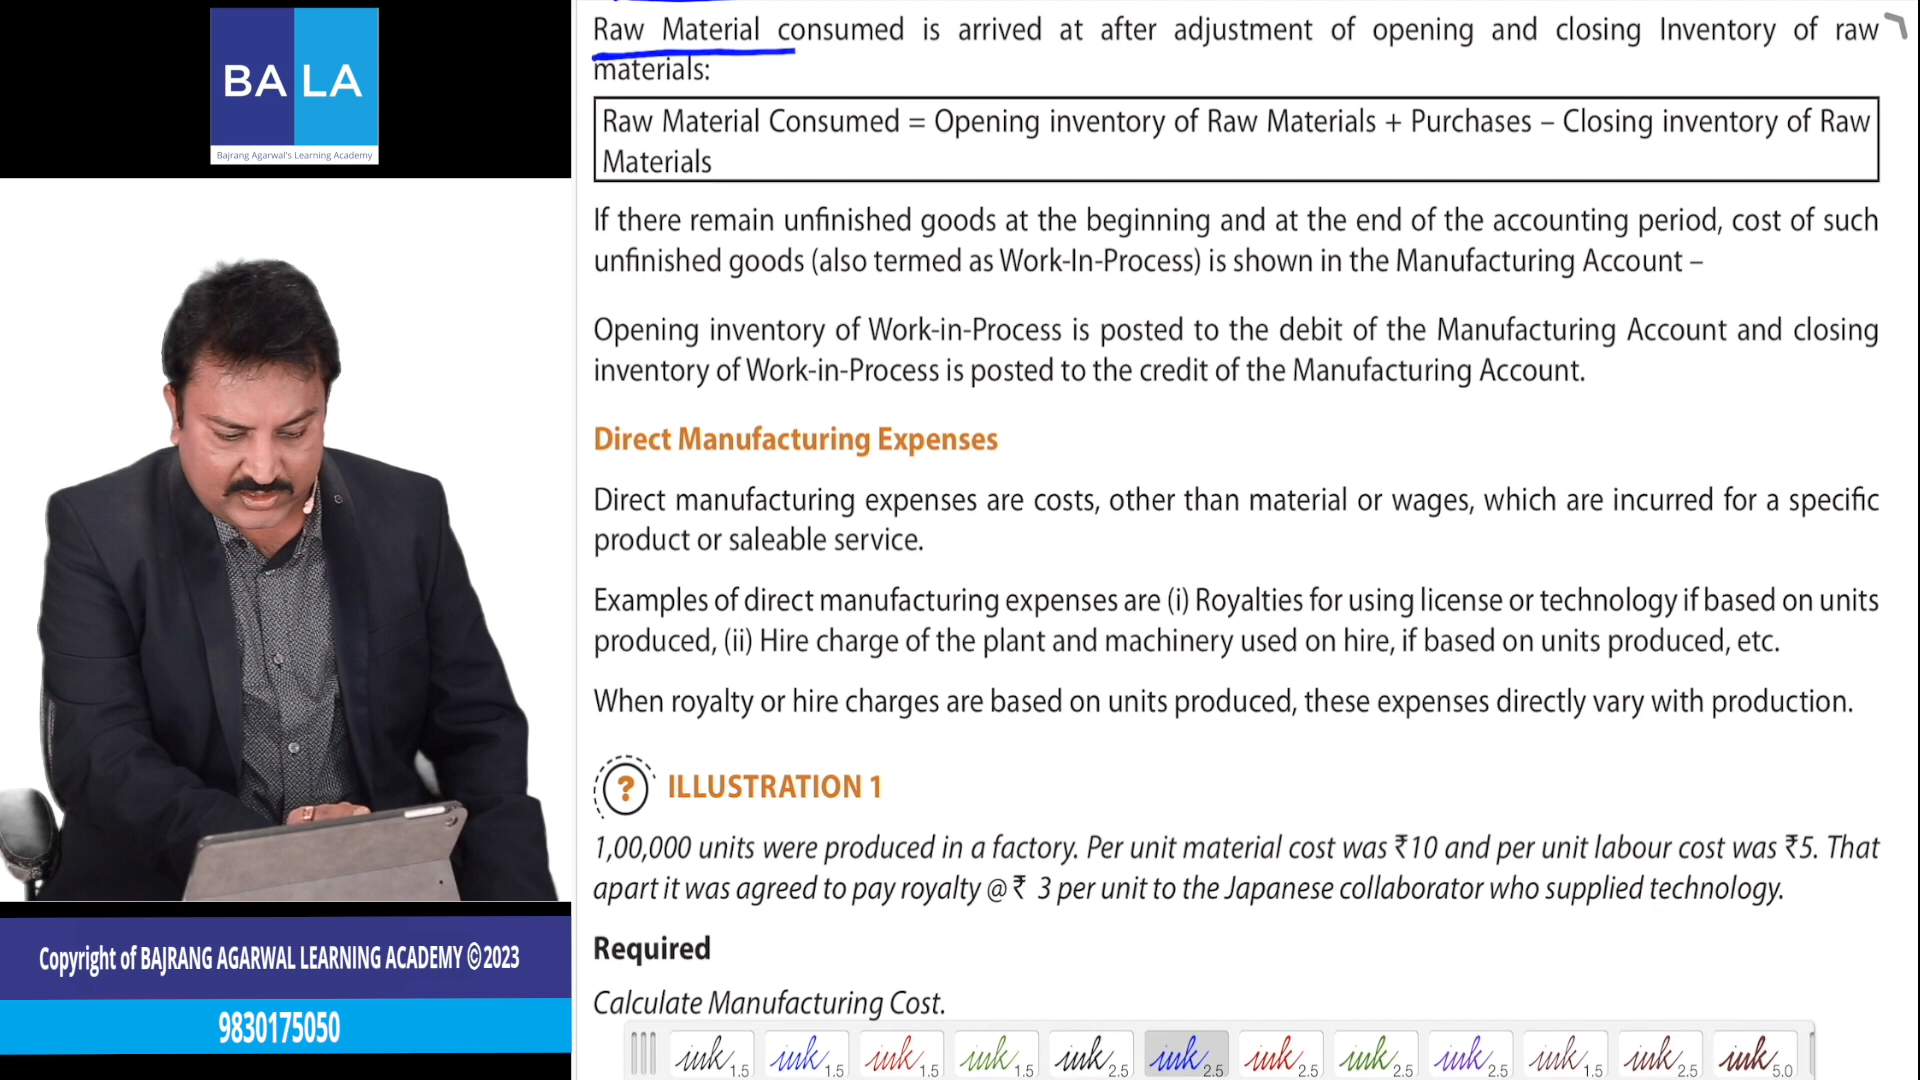 BALA
Bajrang Agarwal's Learning Academy
Copyright of BAJRANG AGARWAL LEARNING ACADEMY ©2023
9830175050
Raw Material consumed is arrived at after adjustment of opening and closing Inventory of raw
materials:
Raw Material Consumed = Opening inventory of Raw Materials + Purchases – Closing inventory of Raw
Materials
If there remain unfinished goods at the beginning and at the end of the accounting period, cost of such
unfinished goods (also termed as Work-In-Process) is shown in the Manufacturing Account –
Opening inventory of Work-in-Process is posted to the debit of the Manufacturing Account and closing
inventory of Work-in-Process is posted to the credit of the Manufacturing Account.
Direct Manufacturing Expenses
Direct manufacturing expenses are costs, other than material or wages, which are incurred for a specific
product or saleable service.
Examples of direct manufacturing expenses are (i) Royalties for using license or technology if based on units
produced, (ii) Hire charge of the plant and machinery used on hire, if based on units produced, etc.
When royalty or hire charges are based on units produced, these expenses directly vary with production.
? ILLUSTRATION 1
1,00,000 units were produced in a factory. Per unit material cost was ₹10 and per unit labour cost was ₹5. That
apart it was agreed to pay royalty @ ₹ 3 per unit to the Japanese collaborator who supplied technology.
Required
Calculate Manufacturing Cost.
ink 1.5 ink 1.5 ink 1.5 ink 1.5 ink 2.5 ink 2.5 ink 2.5 ink 2.5 ink 2.5 ink 1.5 ink 2.5 ink 5.0